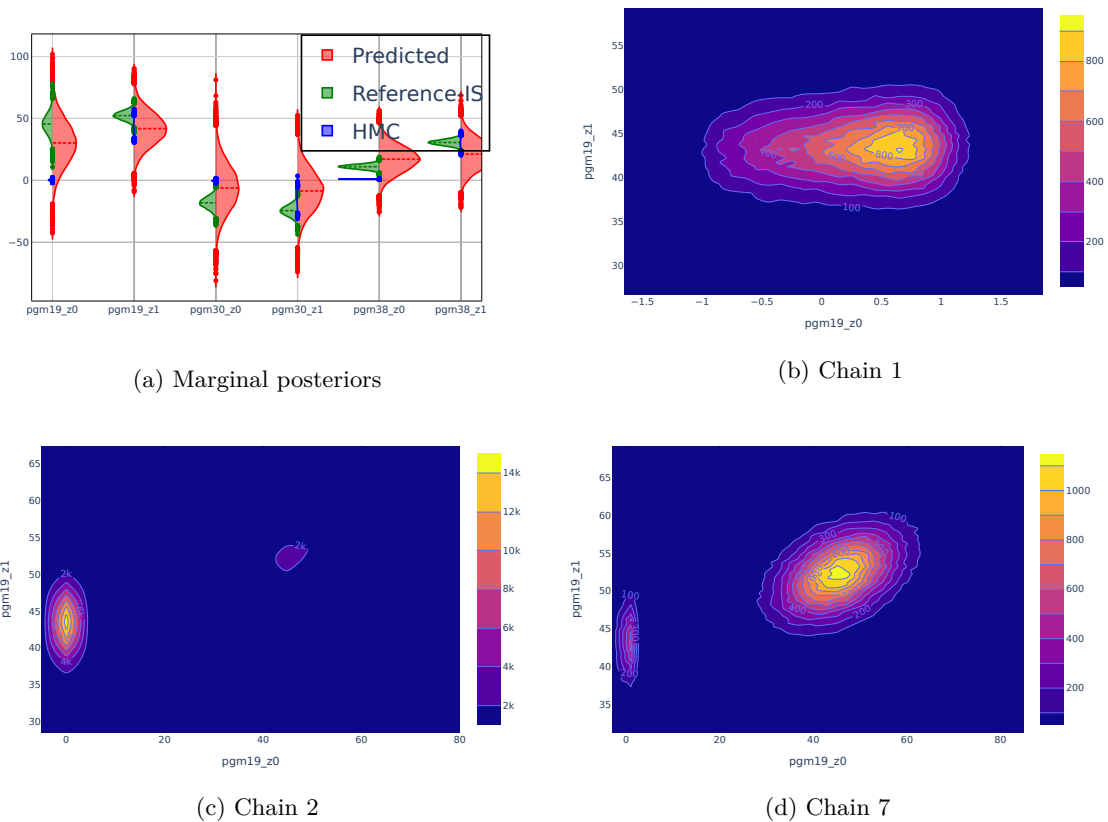 100
50
0
−50
Predicted
Reference IS
HMC
pgm19_z0 pgm19_z1 pgm30_z0 pgm30_z1 pgm38_z0 pgm38_z1
(a) Marginal posteriors
55
50
45
40
35
30
pgm19_z1
200 300
700
400 600 800
100
−1.5 −1 −0.5 0 0.5 1 1.5
pgm19_z0
800
600
400
200
(b) Chain 1
65
60
55
50
45
40
35
30
pgm19_z1
2k
2k
4k
0 20 40 60 80
pgm19_z0
14k
12k
10k
8k
6k
4k
2k
(c) Chain 2
65
60
55
50
45
40
35
pgm19_z1
100
300
400
200
100
300
200
0 20 40 60 80
pgm19_z0
1000
800
600
400
200
(d) Chain 7